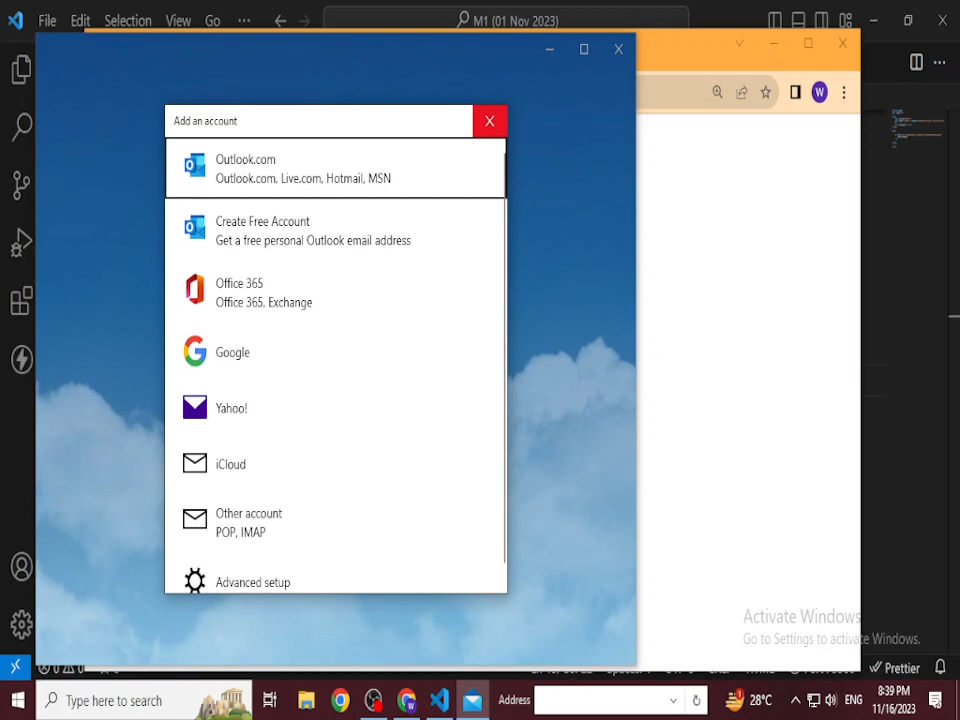 File Edit Selection View Go ··· M1 (01 Nov 2023)
W
Add an account
X
Outlook.com
Outlook.com, Live.com, Hotmail, MSN
Create Free Account
Get a free personal Outlook email address
Office 365
Office 365, Exchange
Google
Yahoo!
iCloud
Other account
POP, IMAP
Advanced setup
Activate Windows
Go to Settings to activate Windows.
Prettier
Type here to search
Address
28°C
ENG
8:39 PM
11/16/2023